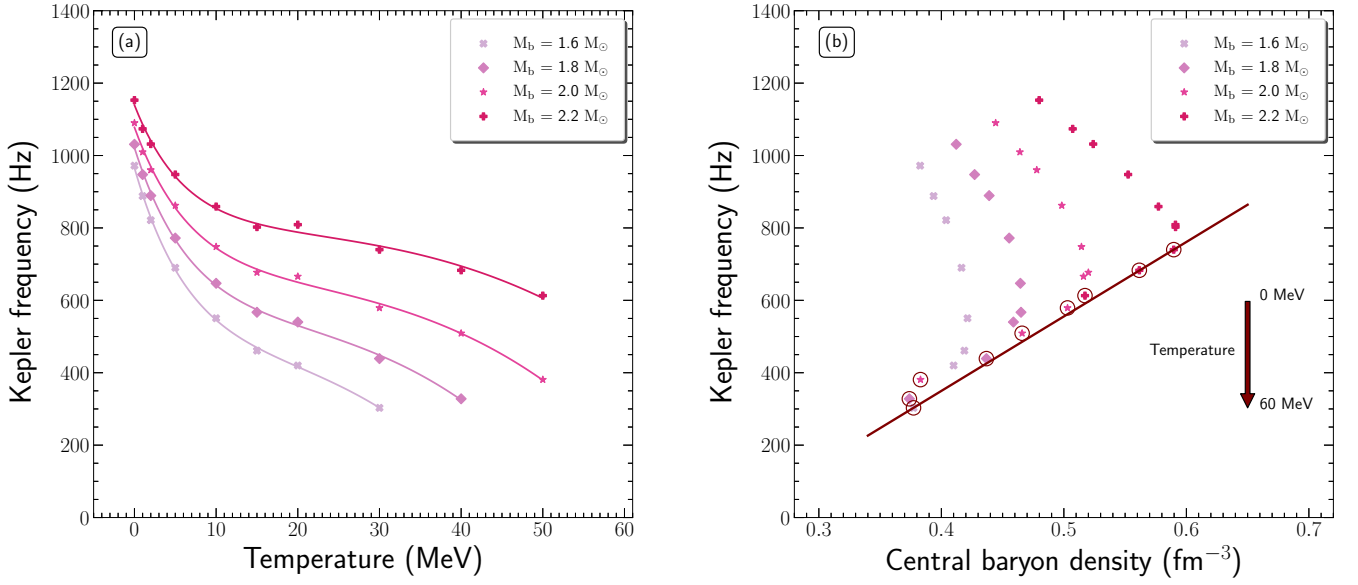 (a)
M_b = 1.6 M_⊙
M_b = 1.8 M_⊙
M_b = 2.0 M_⊙
M_b = 2.2 M_⊙
1400
1200
1000
800
600
400
200
0
Kepler frequency (Hz)
0 10 20 30 40 50 60
Temperature (MeV)
(b)
M_b = 1.6 M_⊙
M_b = 1.8 M_⊙
M_b = 2.0 M_⊙
M_b = 2.2 M_⊙
1400
1200
1000
800
600
400
200
0
Kepler frequency (Hz)
0 MeV
Temperature
60 MeV
0.3 0.4 0.5 0.6 0.7
Central baryon density (fm⁻³)